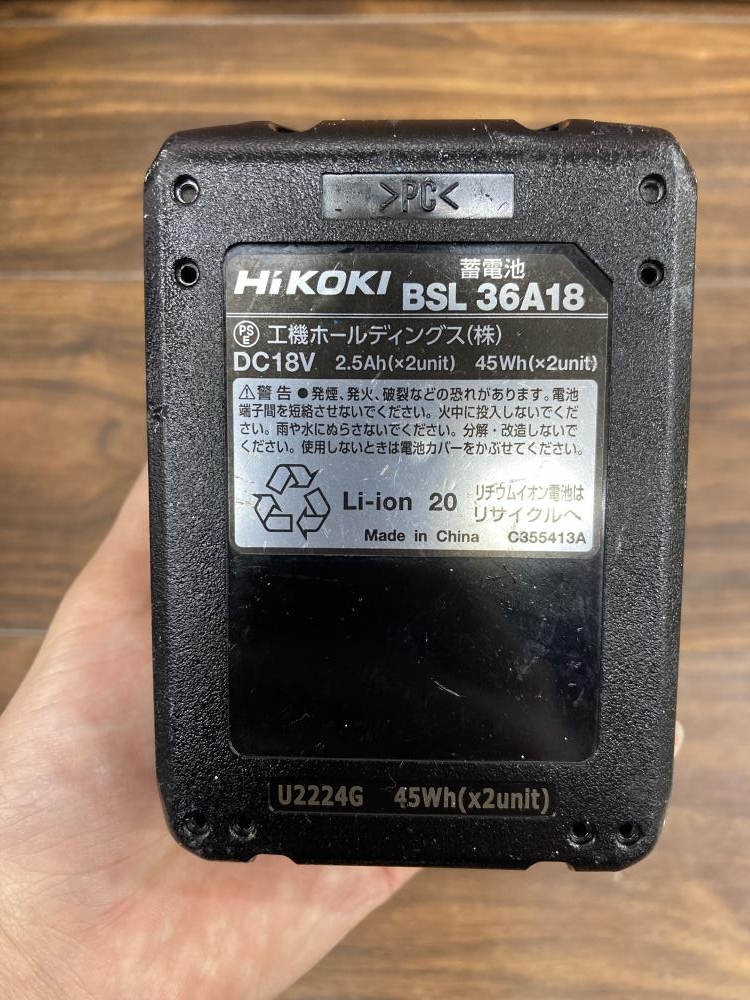 >PC<
HiKOKI 蓄電池 BSL 36A18
PSE 工機ホールディングス(株)
DC18V 2.5Ah(×2unit) 45Wh(×2unit)
⚠警告 ●発煙、発火、破裂などの恐れがあります。電池
端子間を短絡させないでください。火中に投入しないでくだ
さい。雨や水にぬらさないでください。分解・改造しないで
ください。使用しないときは電池カバーをかぶせてください。
Li-ion 20 リチウムイオン電池は
リサイクルへ
Made in China C355413A
U2224G 45Wh(x2unit)